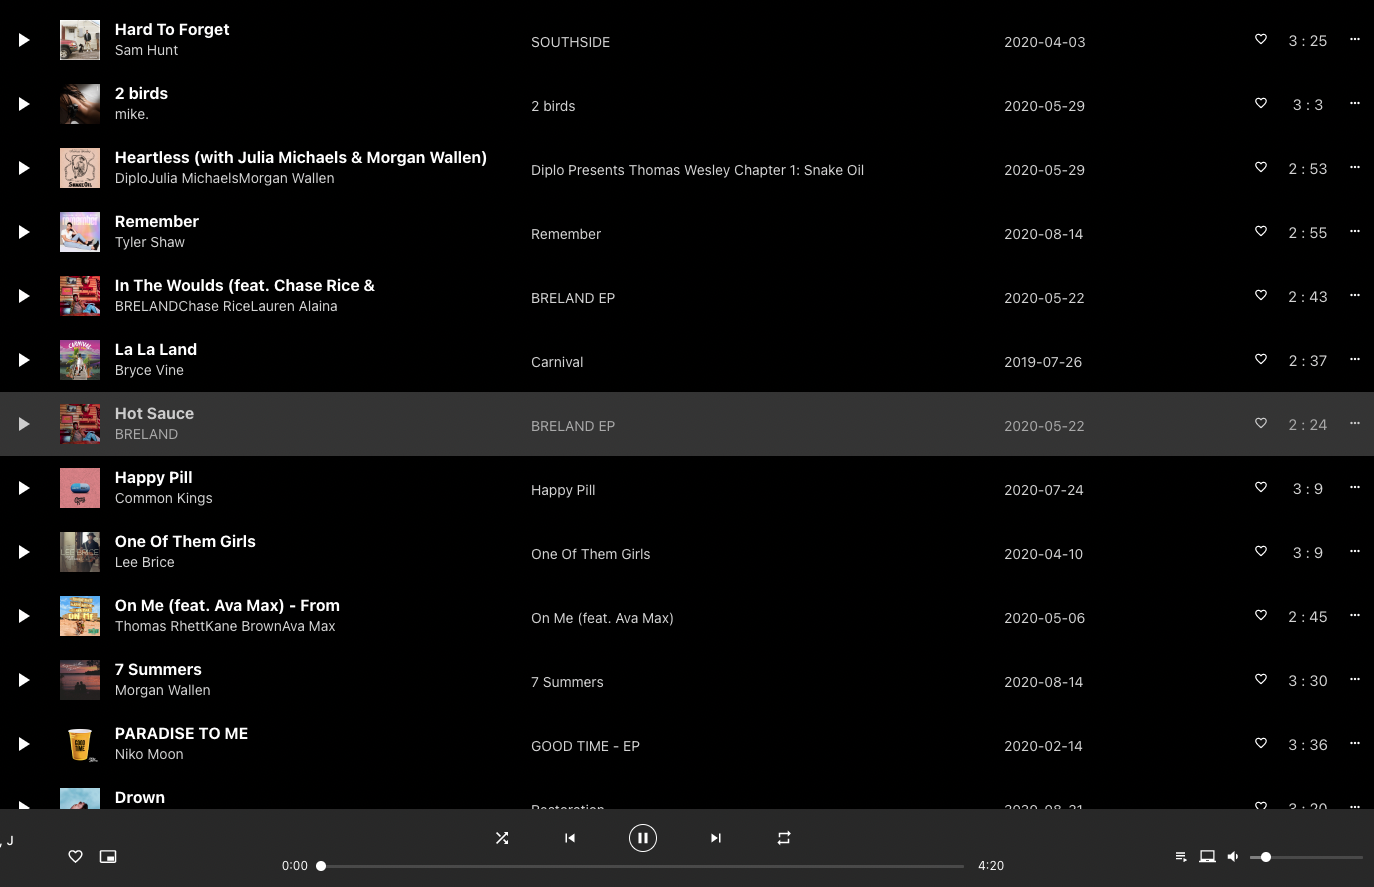 Hard To Forget
Sam Hunt
SOUTHSIDE
2020-04-03
3 : 25
2 birds
mike.
2 birds
2020-05-29
3 : 3
Heartless (with Julia Michaels & Morgan Wallen)
DiploJulia MichaelsMorgan Wallen
Diplo Presents Thomas Wesley Chapter 1: Snake Oil
2020-05-29
2 : 53
Remember
Tyler Shaw
Remember
2020-08-14
2 : 55
In The Woulds (feat. Chase Rice &
BRELANDChase RiceLauren Alaina
BRELAND EP
2020-05-22
2 : 43
La La Land
Bryce Vine
Carnival
2019-07-26
2 : 37
Hot Sauce
BRELAND
BRELAND EP
2020-05-22
2 : 24
Happy Pill
Common Kings
Happy Pill
2020-07-24
3 : 9
One Of Them Girls
Lee Brice
One Of Them Girls
2020-04-10
3 : 9
On Me (feat. Ava Max) - From
Thomas RhettKane BrownAva Max
On Me (feat. Ava Max)
2020-05-06
2 : 45
7 Summers
Morgan Wallen
7 Summers
2020-08-14
3 : 30
PARADISE TO ME
Niko Moon
GOOD TIME - EP
2020-02-14
3 : 36
Drown
Restoration
2020-08-21
3 : 20
, J
0:00
4:20